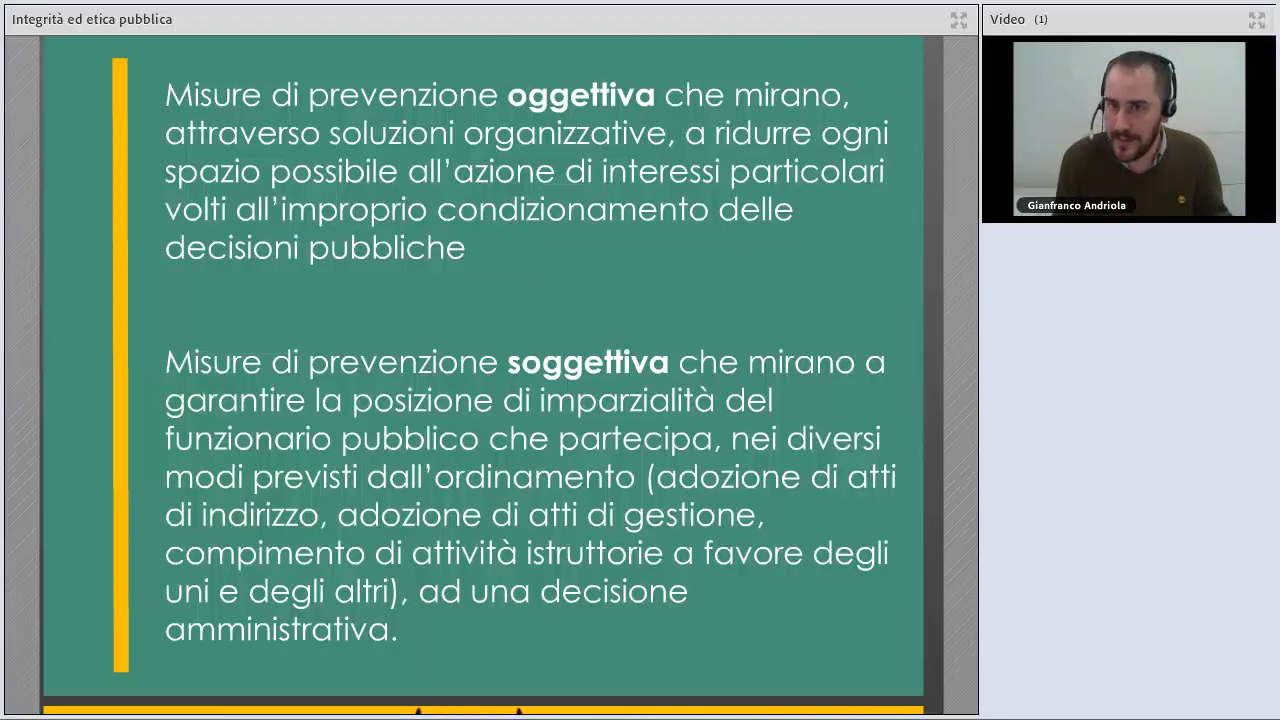 Integrità ed etica pubblica
Misure di prevenzione oggettiva che mirano,
attraverso soluzioni organizzative, a ridurre ogni
spazio possibile all’azione di interessi particolari
volti all’improprio condizionamento delle
decisioni pubbliche
Misure di prevenzione soggettiva che mirano a
garantire la posizione di imparzialità del
funzionario pubblico che partecipa, nei diversi
modi previsti dall’ordinamento (adozione di atti
di indirizzo, adozione di atti di gestione,
compimento di attività istruttorie a favore degli
uni e degli altri), ad una decisione
amministrativa.
Video (1)
Gianfranco Andriola